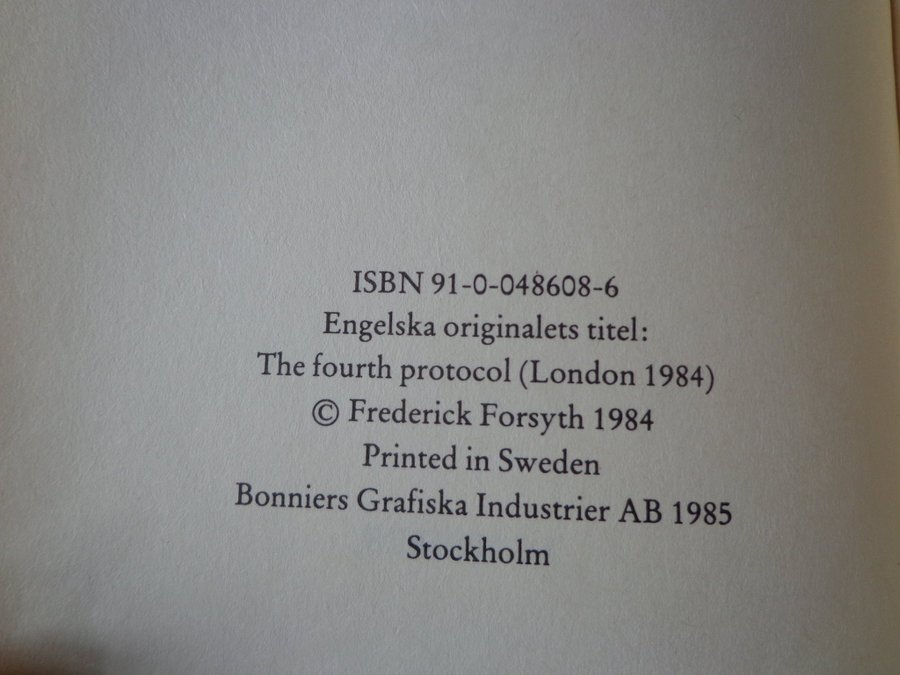 ISBN 91-0-048608-6
Engelska originalets titel:
The fourth protocol (London 1984)
© Frederick Forsyth 1984
Printed in Sweden
Bonniers Grafiska Industrier AB 1985
Stockholm